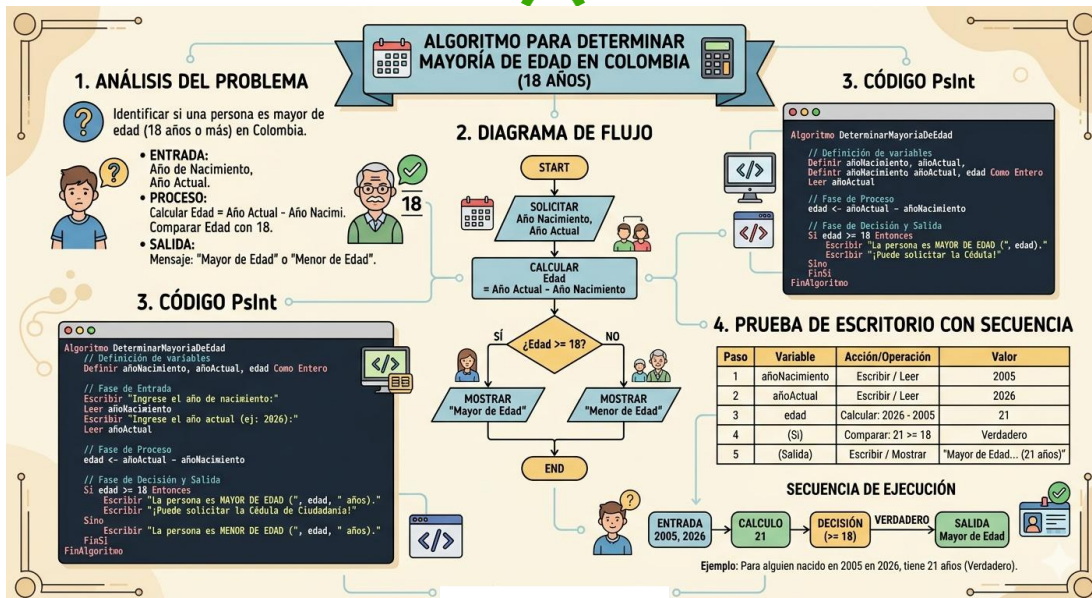 ALGORITMO PARA DETERMINAR
MAYORÍA DE EDAD EN COLOMBIA
(18 AÑOS)
1. ANÁLISIS DEL PROBLEMA
Identificar si una persona es mayor de
edad (18 años o más) en Colombia.
• ENTRADA:
Año de Nacimiento,
Año Actual.
• PROCESO:
Calcular Edad = Año Actual - Año Nacimi.
Comparar Edad con 18.
• SALIDA:
Mensaje: "Mayor de Edad" o "Menor de Edad".
18
3. CÓDIGO PsInt
Algoritmo DeterminarMayoriaDeEdad
// Definición de variables
Definir añoNacimiento, añoActual, edad Como Entero
// Fase de Entrada
Escribir "Ingrese el año de nacimiento:"
Leer añoNacimiento
Escribir "Ingrese el año actual (ej: 2026):"
Leer añoActual
// Fase de Proceso
edad <- añoActual - añoNacimiento
// Fase de Decisión y Salida
Si edad >= 18 Entonces
Escribir "La persona es MAYOR DE EDAD (", edad, " años)."
Escribir "¡Puede solicitar la Cédula de Ciudadanía!"
Sino
Escribir "La persona es MENOR DE EDAD (", edad, " años)."
FinSi
FinAlgoritmo
</>
</>
2. DIAGRAMA DE FLUJO
START
SOLICITAR
Año Nacimiento,
Año Actual
CALCULAR
Edad
= Año Actual - Año Nacimiento
SÍ
¿Edad >= 18?
NO
MOSTRAR
"Mayor de Edad"
MOSTRAR
"Menor de Edad"
END
3. CÓDIGO PsInt
</>
</>
Algoritmo DeterminarMayoriaDeEdad
// Definición de variables
Definir añoNacimiento, añoActual,
Definir añoNacimiento añoActual, edad Como Entero
Leer añoActual
// Fase de Proceso
edad <- añoActual - añoNacimiento
// Fase de Decisión y Salida
Si edad >= 18 Entonces
Escribir "La persona es MAYOR DE EDAD (", edad)."
Escribir "¡Puede solicitar la Cédula!"
Sino
FinSi
FinAlgoritmo
4. PRUEBA DE ESCRITORIO CON SECUENCIA
Paso Variable Acción/Operación Valor
1 añoNacimiento Escribir / Leer 2005
2 añoActual Escribir / Leer 2026
3 edad Calcular: 2026 - 2005 21
4 (Si) Comparar: 21 >= 18 Verdadero
5 (Salida) Escribir / Mostrar "Mayor de Edad... (21 años)"
SECUENCIA DE EJECUCIÓN
ENTRADA
2005, 2026
CALCULO
21
DECISIÓN
(>= 18)
VERDADERO
SALIDA
Mayor de Edad
Ejemplo: Para alguien nacido en 2005 en 2026, tiene 21 años (Verdadero).